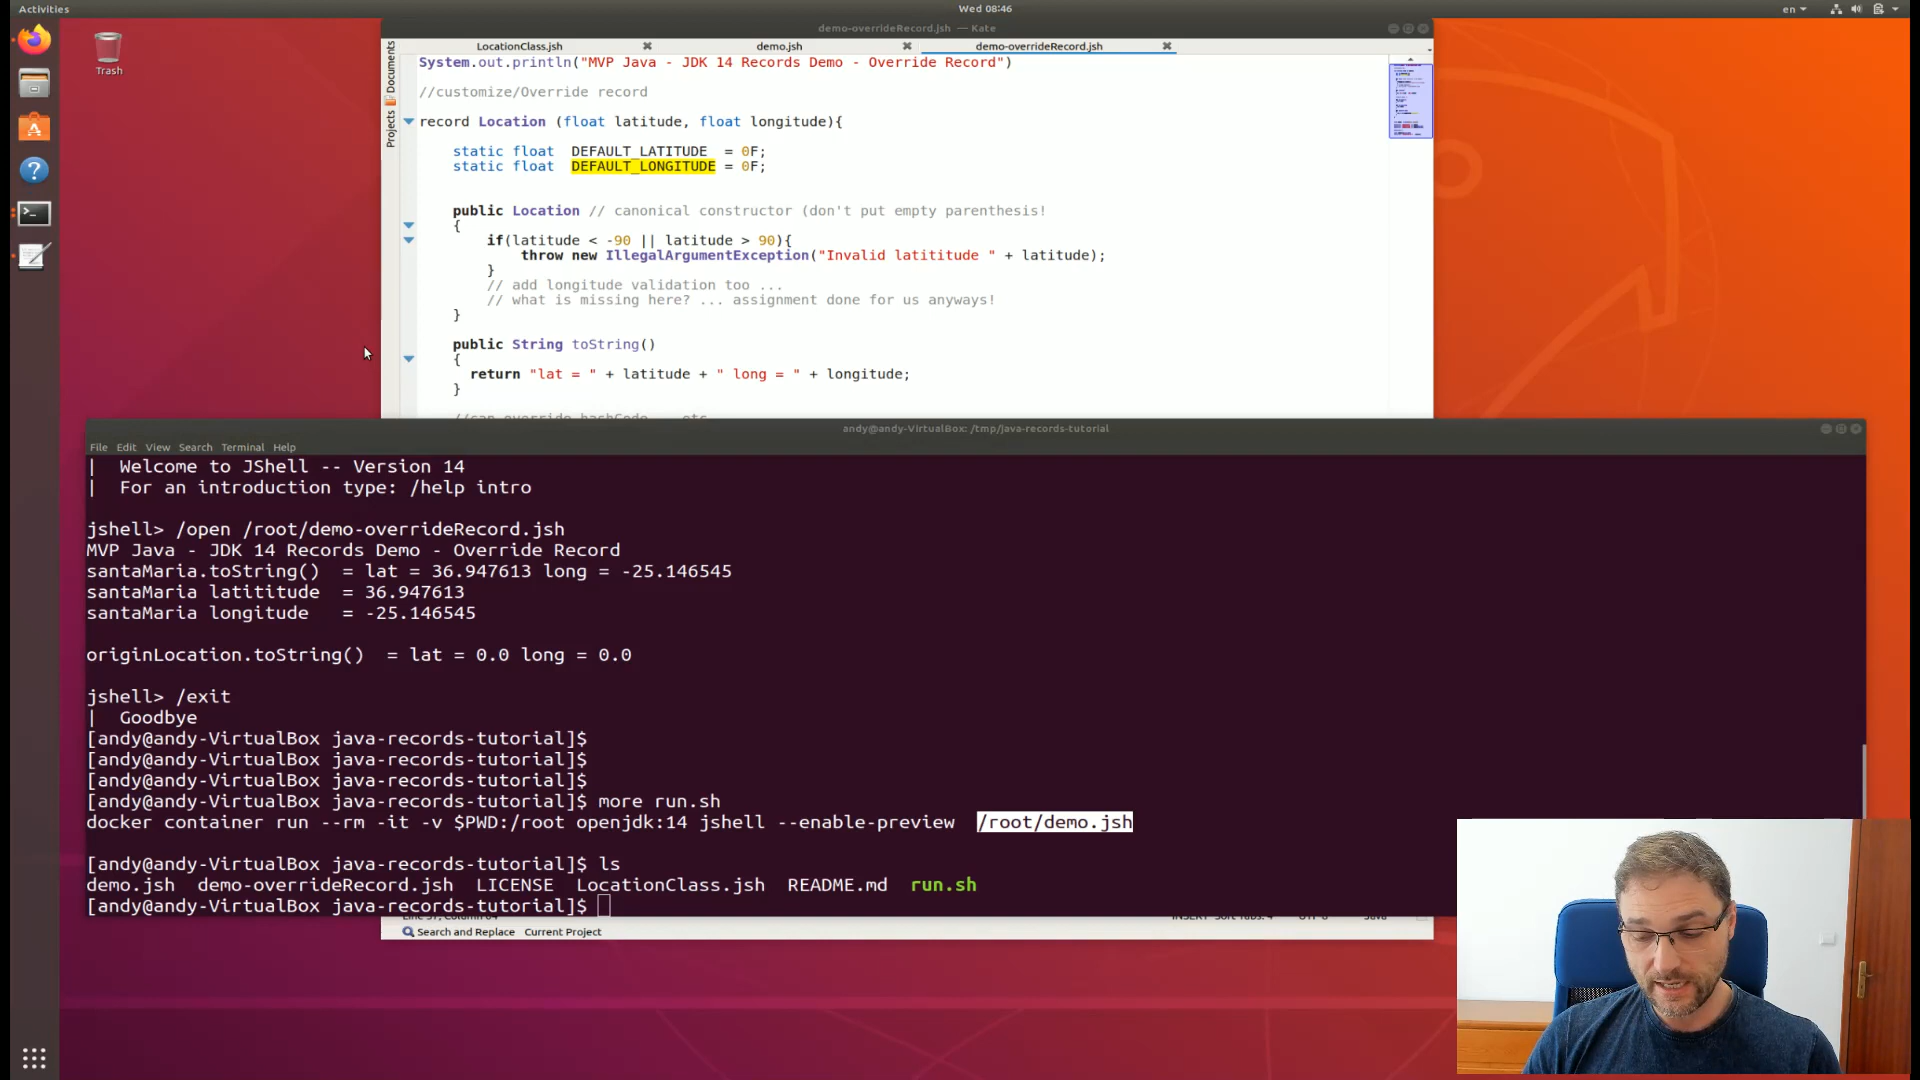 Activities
Wed 08:46
en
Trash
demo-overrideRecord.jsh — Kate
LocationClass.jsh
demo.jsh
demo-overrideRecord.jsh
Documents
Projects
System.out.println("MVP Java - JDK 14 Records Demo - Override Record")
//customize/Override record
record Location (float latitude, float longitude){
static float DEFAULT_LATITUDE = 0F;
static float DEFAULT_LONGITUDE = 0F;
public Location // canonical constructor (don't put empty parenthesis!
{
if(latitude < -90 || latitude > 90){
throw new IllegalArgumentException("Invalid latititude " + latitude);
}
// add longitude validation too ...
// what is missing here? ... assignment done for us anyways!
}
public String toString()
{
return "lat = " + latitude + " long = " + longitude;
}
//can override hashCode ... etc
andy@andy-VirtualBox: /tmp/java-records-tutorial
File Edit View Search Terminal Help
| Welcome to JShell -- Version 14
| For an introduction type: /help intro
jshell> /open /root/demo-overrideRecord.jsh
MVP Java - JDK 14 Records Demo - Override Record
santaMaria.toString() = lat = 36.947613 long = -25.146545
santaMaria latititude = 36.947613
santaMaria longitude = -25.146545
originLocation.toString() = lat = 0.0 long = 0.0
jshell> /exit
| Goodbye
[andy@andy-VirtualBox java-records-tutorial]$
[andy@andy-VirtualBox java-records-tutorial]$
[andy@andy-VirtualBox java-records-tutorial]$
[andy@andy-VirtualBox java-records-tutorial]$ more run.sh
docker container run --rm -it -v $PWD:/root openjdk:14 jshell --enable-preview /root/demo.jsh
[andy@andy-VirtualBox java-records-tutorial]$ ls
demo.jsh demo-overrideRecord.jsh LICENSE LocationClass.jsh README.md run.sh
[andy@andy-VirtualBox java-records-tutorial]$
Search and Replace Current Project